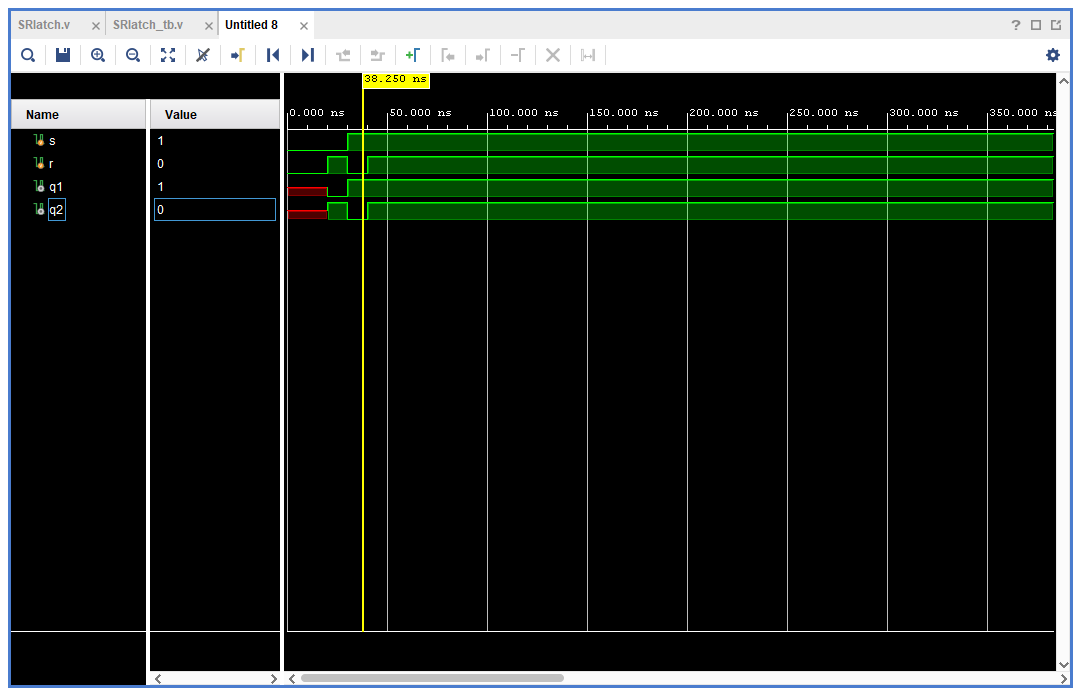 SRlatch.v × SRlatch_tb.v × Untitled 8 × ?
38.250 ns
Name Value 0.000 ns 50.000 ns 100.000 ns 150.000 ns 200.000 ns 250.000 ns 300.000 ns 350.000 ns
s 1
r 0
q1 1
q2 0